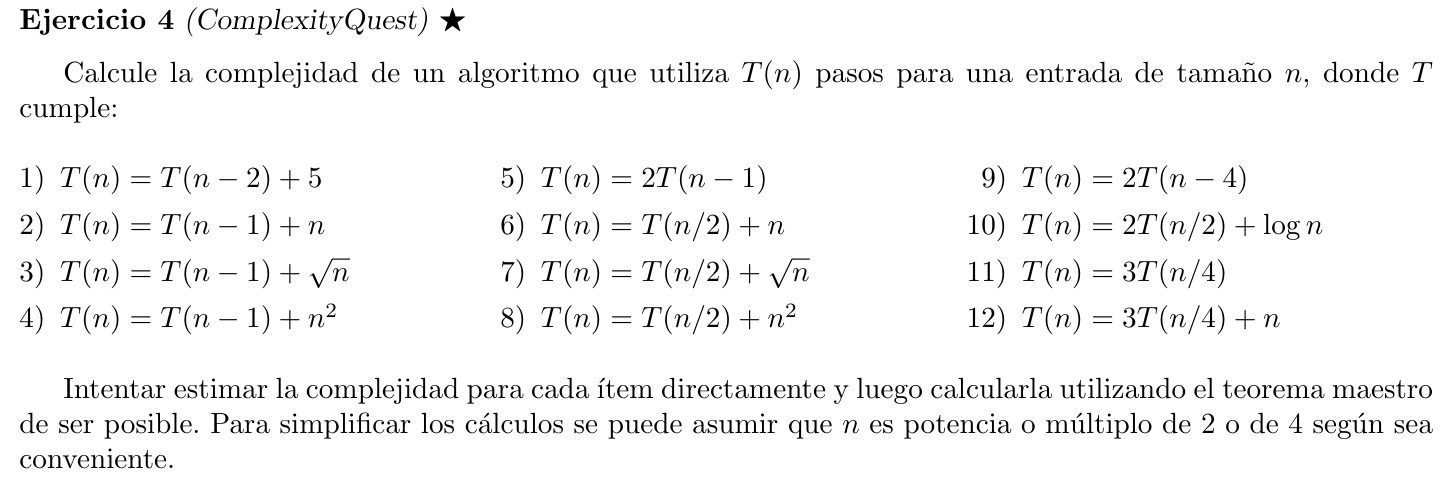 Ejercicio 4 (ComplexityQuest) ★
Calcule la complejidad de un algoritmo que utiliza T(n) pasos para una entrada de tamaño n, donde T
cumple:
1) T(n) = T(n − 2) + 5
2) T(n) = T(n − 1) + n
3) T(n) = T(n − 1) + √n
4) T(n) = T(n − 1) + n²
5) T(n) = 2T(n − 1)
6) T(n) = T(n/2) + n
7) T(n) = T(n/2) + √n
8) T(n) = T(n/2) + n²
9) T(n) = 2T(n − 4)
10) T(n) = 2T(n/2) + log n
11) T(n) = 3T(n/4)
12) T(n) = 3T(n/4) + n
Intentar estimar la complejidad para cada ítem directamente y luego calcularla utilizando el teorema maestro
de ser posible. Para simplificar los cálculos se puede asumir que n es potencia o múltiplo de 2 o de 4 según sea
conveniente.